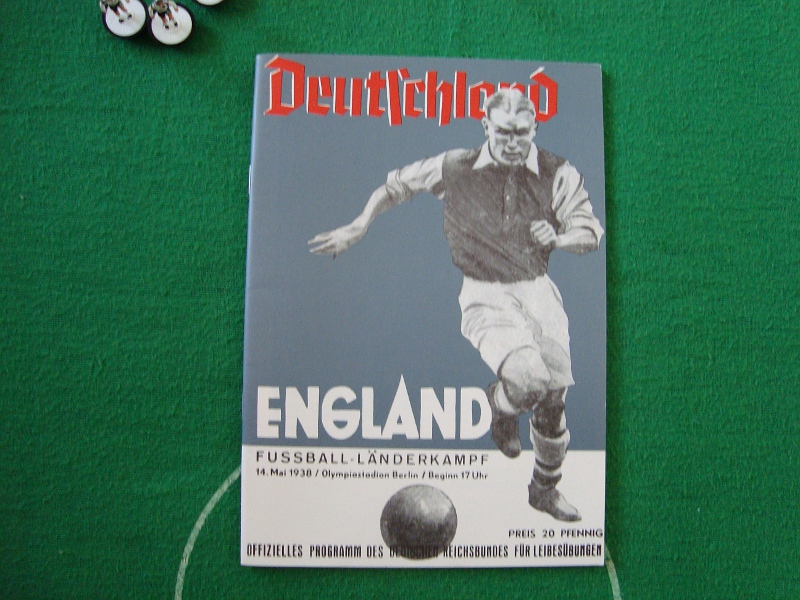 Deutschland
ENGLAND
FUSSBALL-LÄNDERKAMPF
14. Mai 1938 / Olympiastadion Berlin / Beginn 17 Uhr
PREIS 20 PFENNIG
OFFIZIELLES PROGRAMM DES DEUTSCHEN REICHSBUNDES FÜR LEIBESÜBUNGEN